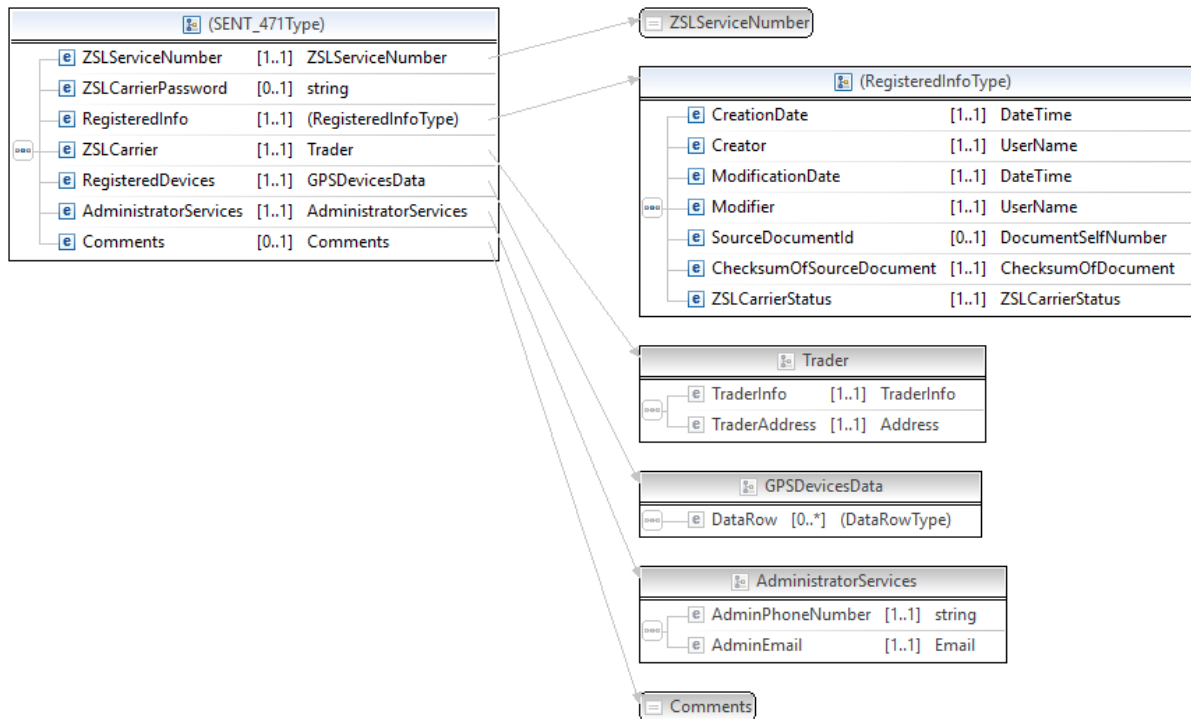 (SENT_471Type)
ZSLServiceNumber [1..1] ZSLServiceNumber
ZSLCarrierPassword [0..1] string
RegisteredInfo [1..1] (RegisteredInfoType)
ZSLCarrier [1..1] Trader
RegisteredDevices [1..1] GPSDevicesData
AdministratorServices [1..1] AdministratorServices
Comments [0..1] Comments
ZSLServiceNumber
(RegisteredInfoType)
CreationDate [1..1] DateTime
Creator [1..1] UserName
ModificationDate [1..1] DateTime
Modifier [1..1] UserName
SourceDocumentId [0..1] DocumentSelfNumber
ChecksumOfSourceDocument [1..1] ChecksumOfDocument
ZSLCarrierStatus [1..1] ZSLCarrierStatus
Trader
TraderInfo [1..1] TraderInfo
TraderAddress [1..1] Address
GPSDevicesData
DataRow [0..*] (DataRowType)
AdministratorServices
AdminPhoneNumber [1..1] string
AdminEmail [1..1] Email
Comments